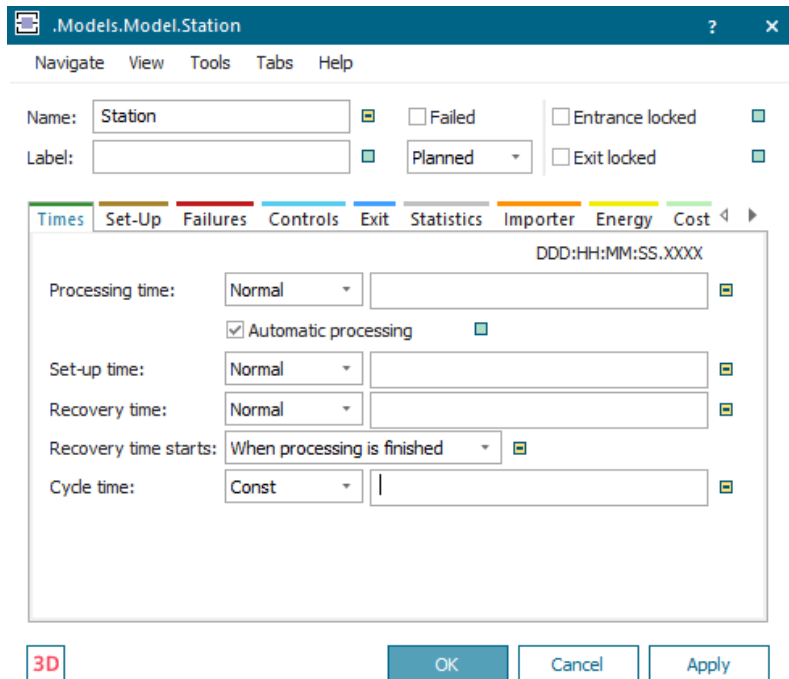 .Models.Model.Station ? ×
Navigate View Tools Tabs Help
Name: Station Failed Entrance locked
Label: Planned Exit locked
Times Set-Up Failures Controls Exit Statistics Importer Energy Cost
DDD:HH:MM:SS.XXXX
Processing time: Normal
Automatic processing
Set-up time: Normal
Recovery time: Normal
Recovery time starts: When processing is finished
Cycle time: Const
3D OK Cancel Apply